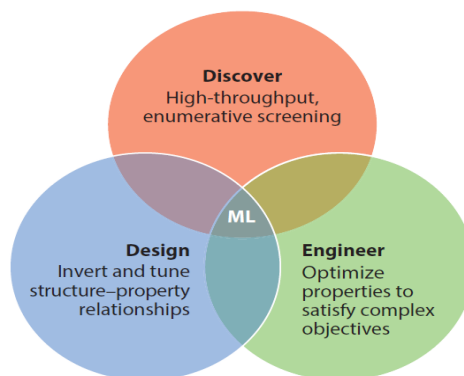 Discover
High-throughput,
enumerative screening
ML
Design
Invert and tune
structure–property
relationships
Engineer
Optimize
properties to
satisfy complex
objectives